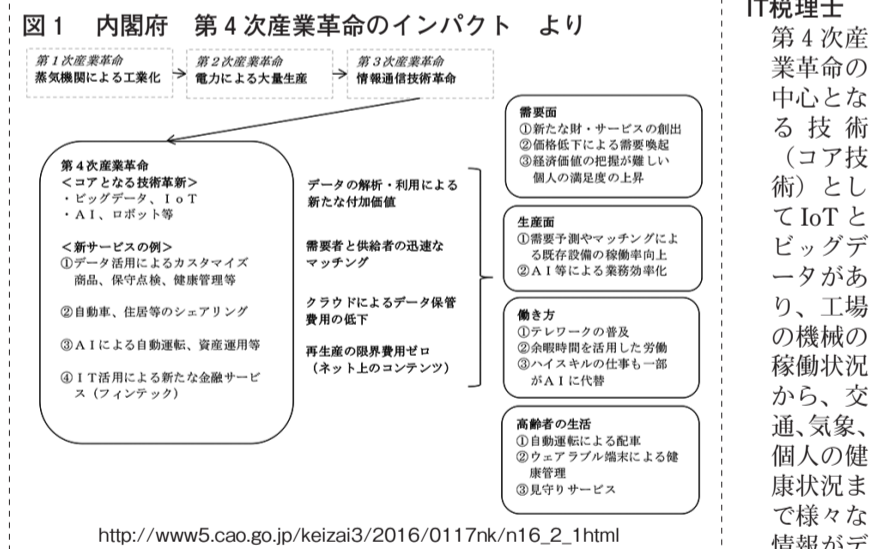 図1　内閣府　第4次産業革命のインパクト　より
第1次産業革命
蒸気機関による工業化
第2次産業革命
電力による大量生産
第3次産業革命
情報通信技術革命
第4次産業革命
＜コアとなる技術革新＞
・ビッグデータ、ＩｏＴ
・ＡＩ、ロボット等
＜新サービスの例＞
①データ活用によるカスタマイズ
商品、保守点検、健康管理等
②自動車、住居等のシェアリング
③ＡＩによる自動運転、資産運用等
④ＩＴ活用による新たな金融サービ
ス（フィンテック）
データの解析・利用による
新たな付加価値
需要者と供給者の迅速な
マッチング
クラウドによるデータ保管
費用の低下
再生産の限界費用ゼロ
（ネット上のコンテンツ）
需要面
①新たな財・サービスの創出
②価格低下による需要喚起
③経済価値の把握が難しい
個人の満足度の上昇
生産面
①需要予測やマッチングによ
る既存設備の稼働率向上
②ＡＩ等による業務効率化
働き方
①テレワークの普及
②余暇時間を活用した労働
③ハイスキルの仕事も一部
がＡＩに代替
高齢者の生活
①自動運転による配車
②ウェアラブル端末による健
康管理
③見守りサービス
http://www5.cao.go.jp/keizai3/2016/0117nk/n16_2_1html
IT税理士
第4次産
業革命の
中心とな
る技術
（コア技
術）とし
てIoTと
ビッグデ
ータがあ
り、工場
の機械の
稼働状況
から、交
通、気象、
個人の健
康状況ま
で様々な
情報がデ